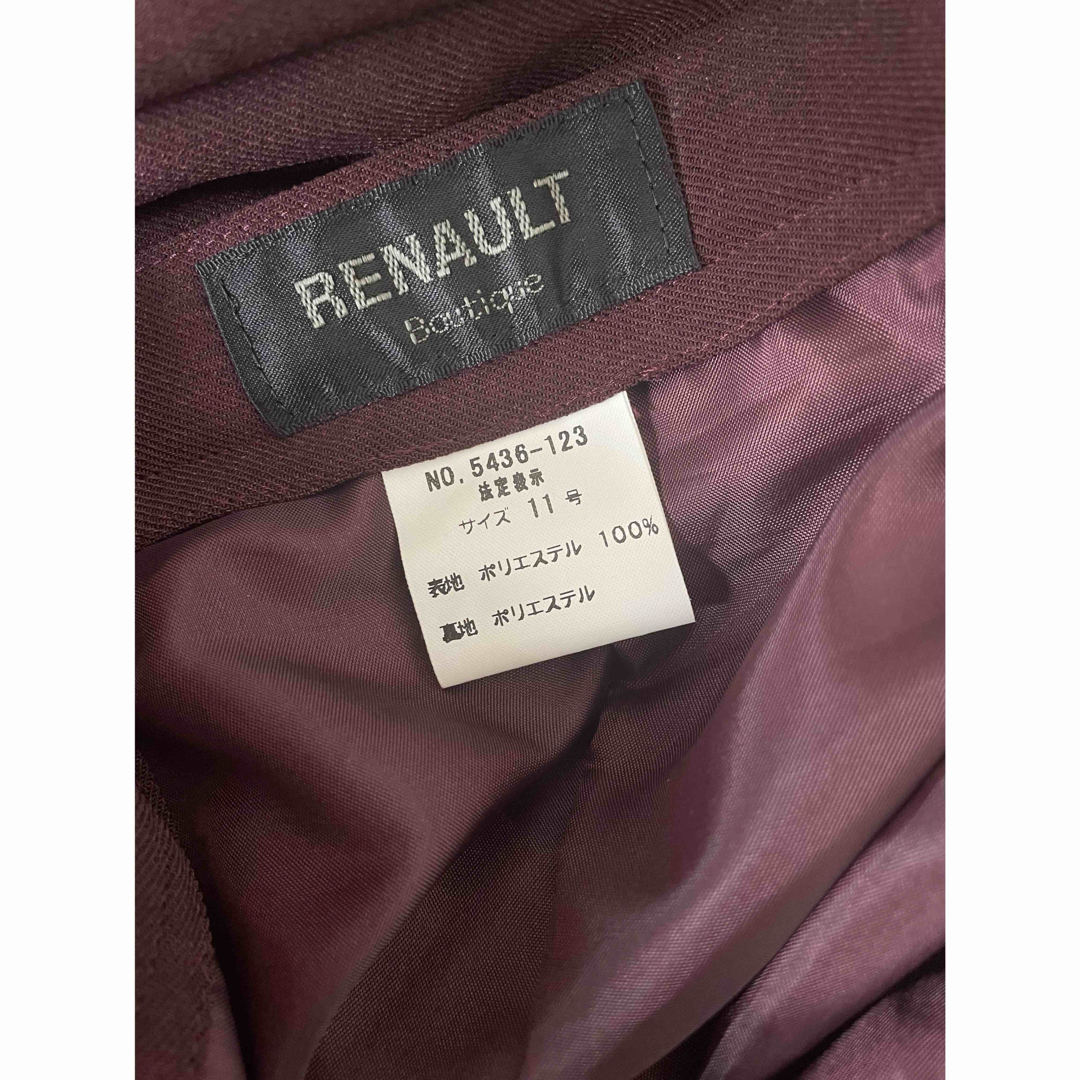 RENAULT
Boutique
NO. 5436-123
法定表示
サイズ 11 号
表地 ポリエステル 100%
裏地 ポリエステル